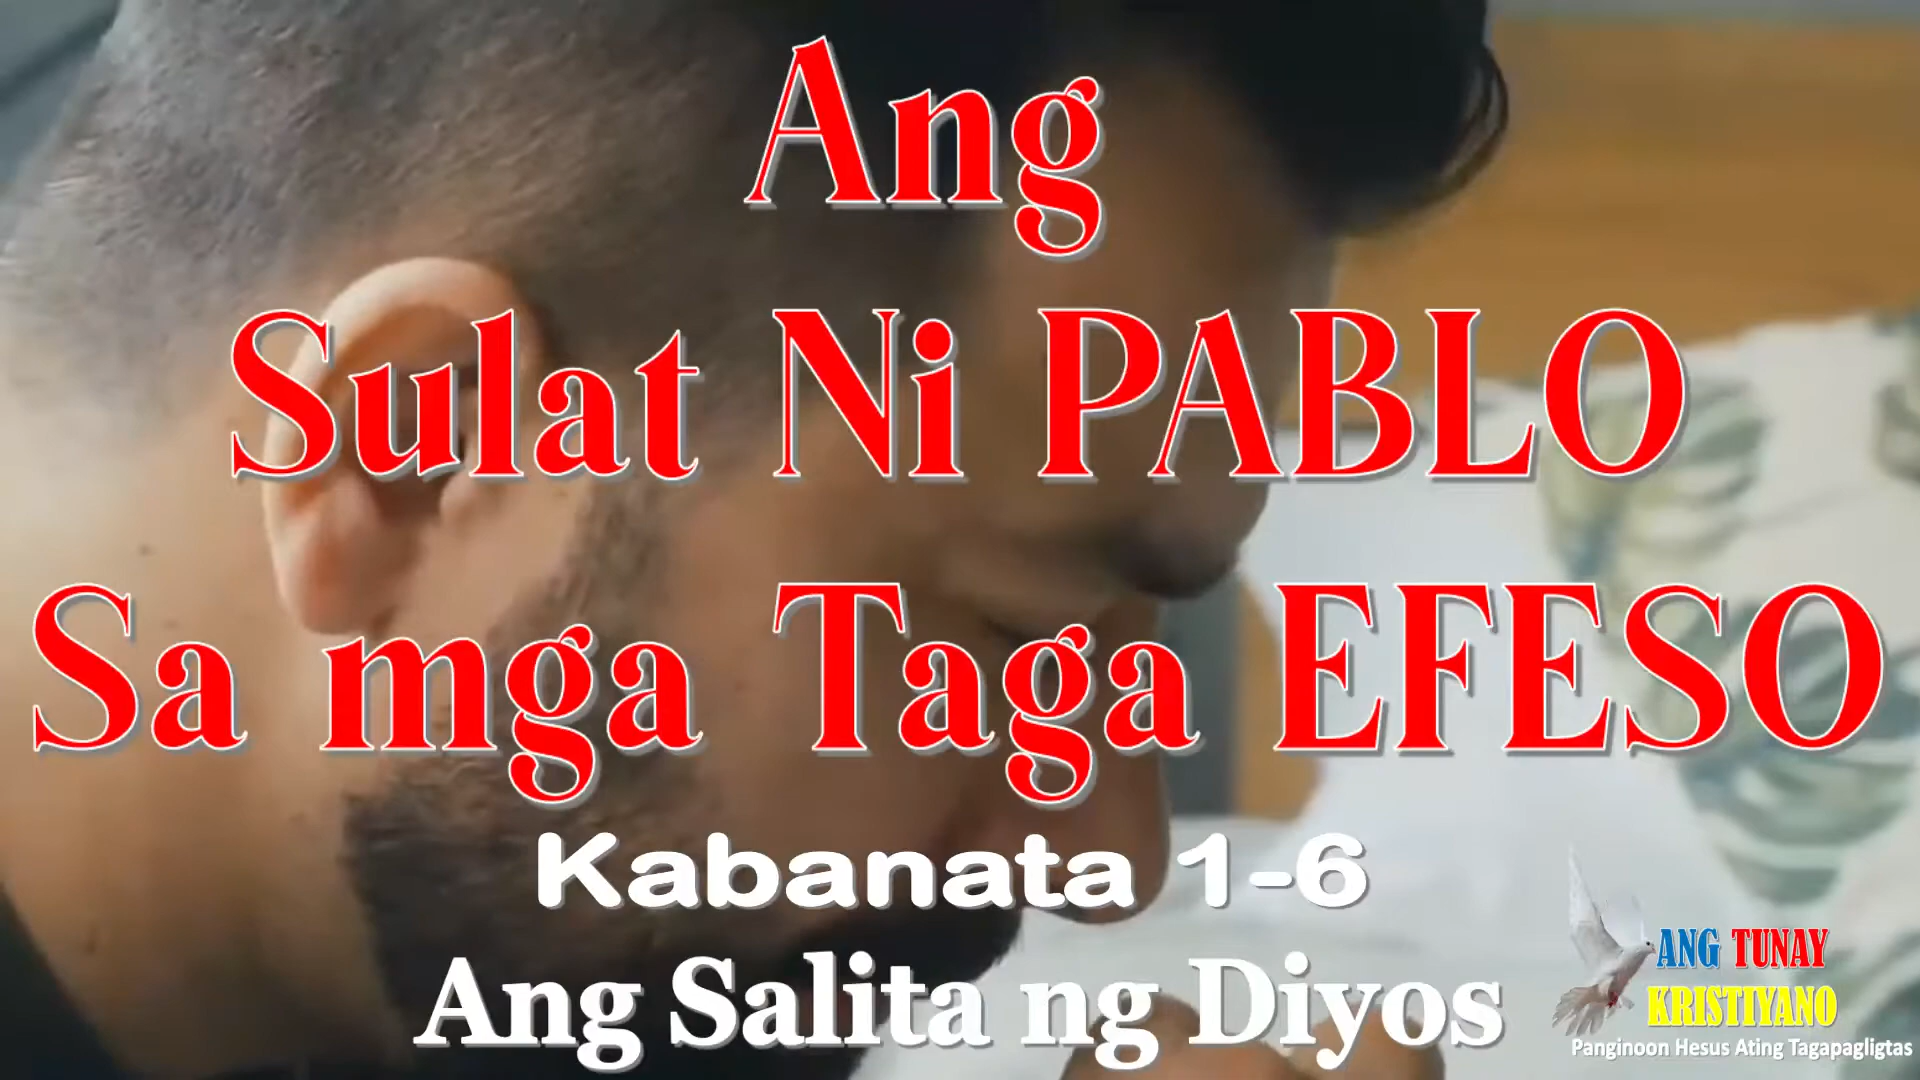 Ang
Sulat Ni PABLO
Sa mga Taga EFESO
Kabanata 1-6
Ang Salita ng Diyos
ANG TUNAY
KRISTIYANO
Panginoon Hesus Ating Tagapagligtas